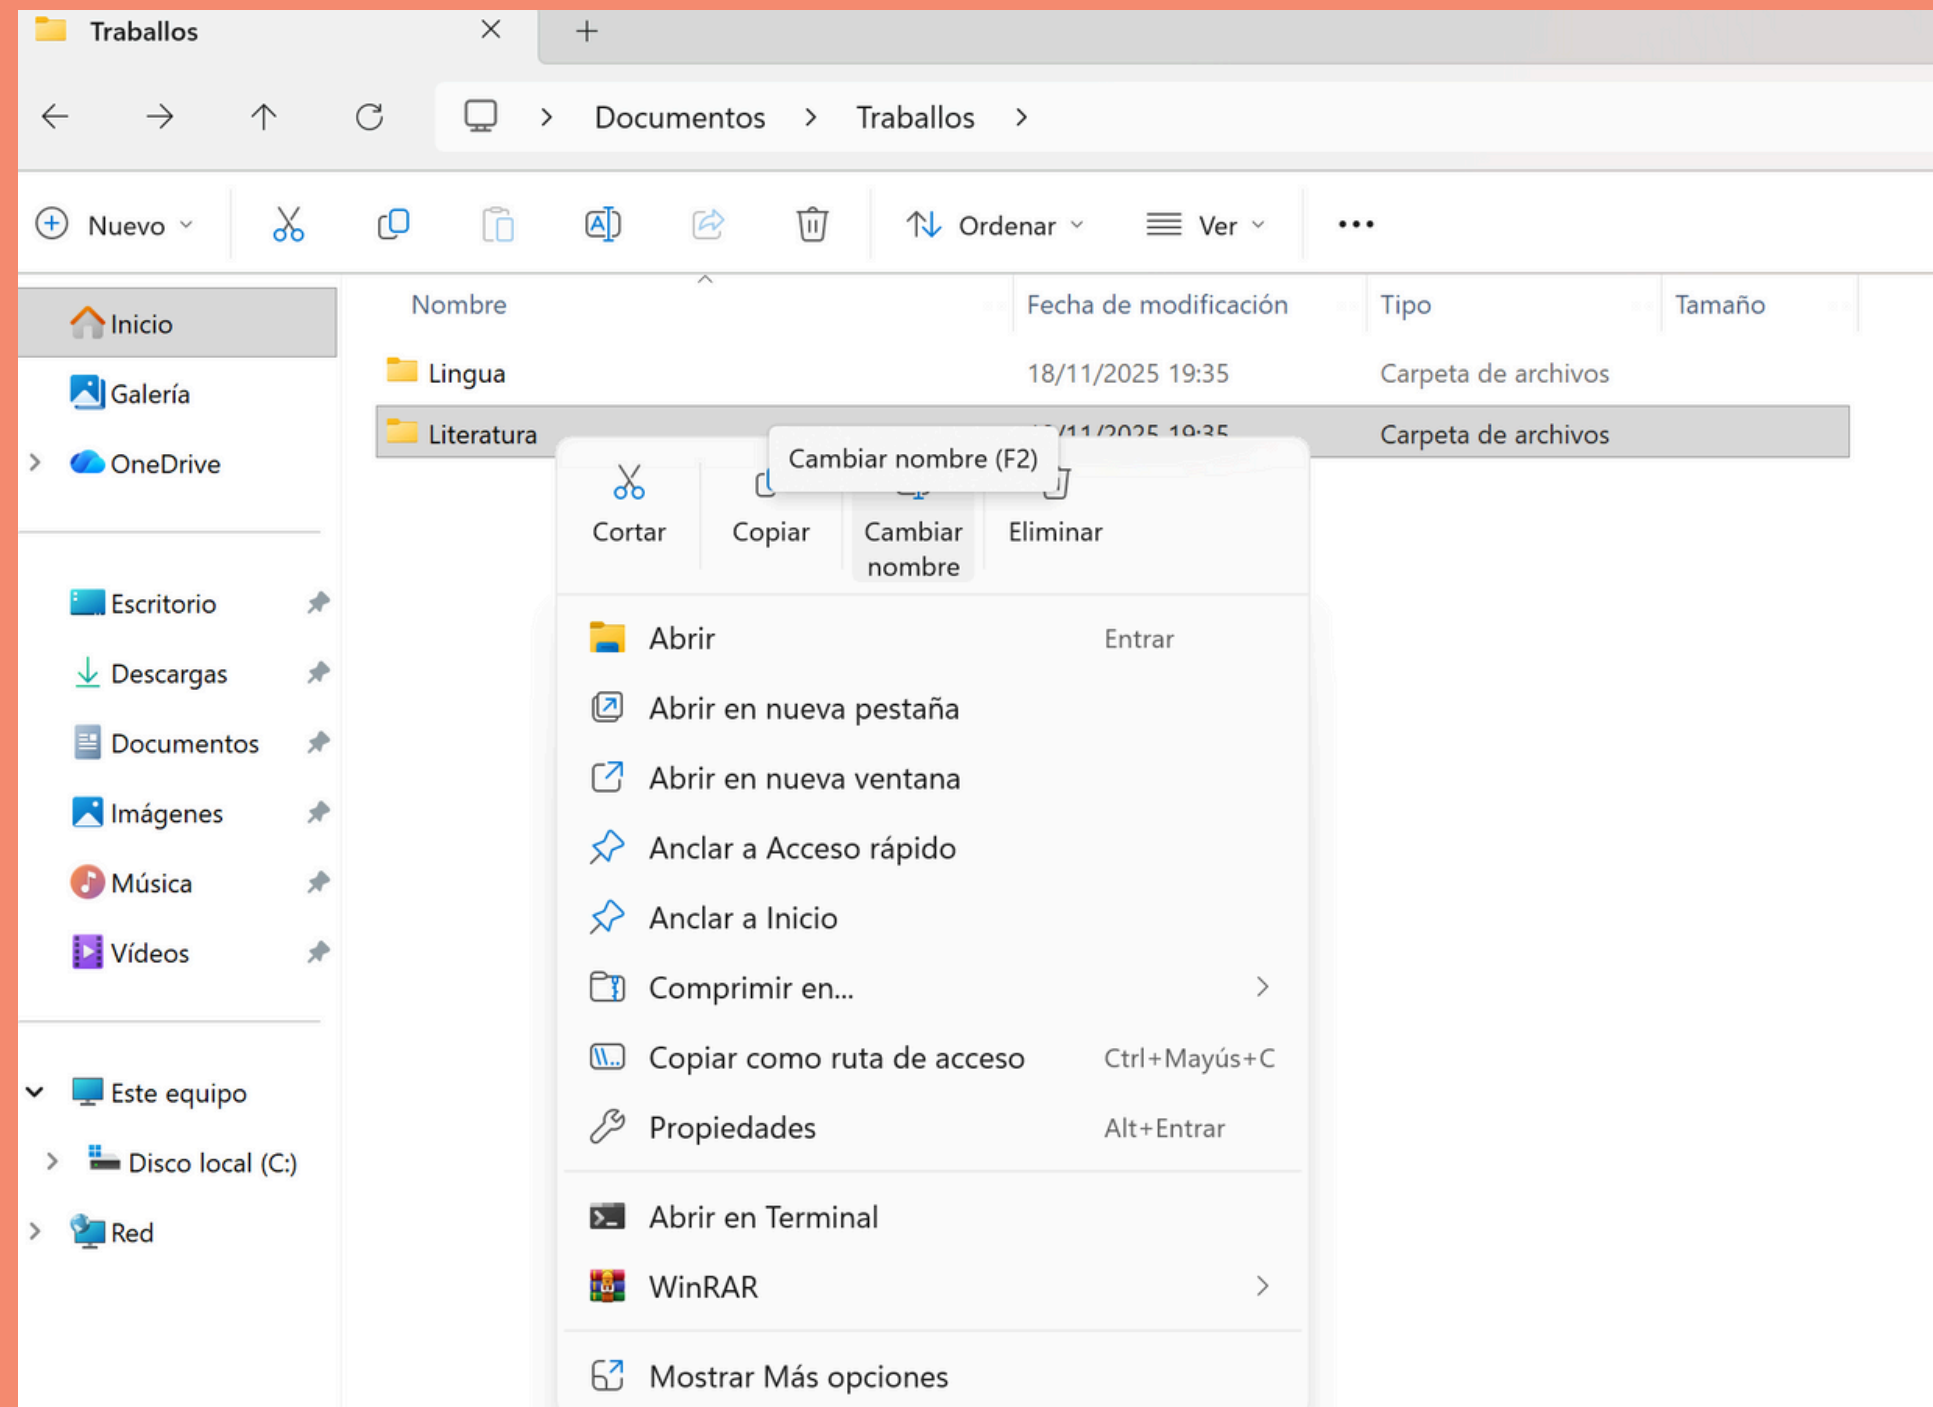 Traballos
Documentos > Traballos >
Nuevo
Ordenar
Ver
Nombre
Fecha de modificación
Tipo
Tamaño
Inicio
Galería
OneDrive
Escritorio
Descargas
Documentos
Imágenes
Música
Vídeos
Este equipo
Disco local (C:)
Red
Lingua 18/11/2025 19:35 Carpeta de archivos
Literatura /11/2025 19:35 Carpeta de archivos
Cambiar nombre (F2)
Cortar
Copiar
Cambiar
nombre
Eliminar
Abrir Entrar
Abrir en nueva pestaña
Abrir en nueva ventana
Anclar a Acceso rápido
Anclar a Inicio
Comprimir en...
Copiar como ruta de acceso Ctrl+Mayús+C
Propiedades Alt+Entrar
Abrir en Terminal
WinRAR
Mostrar Más opciones